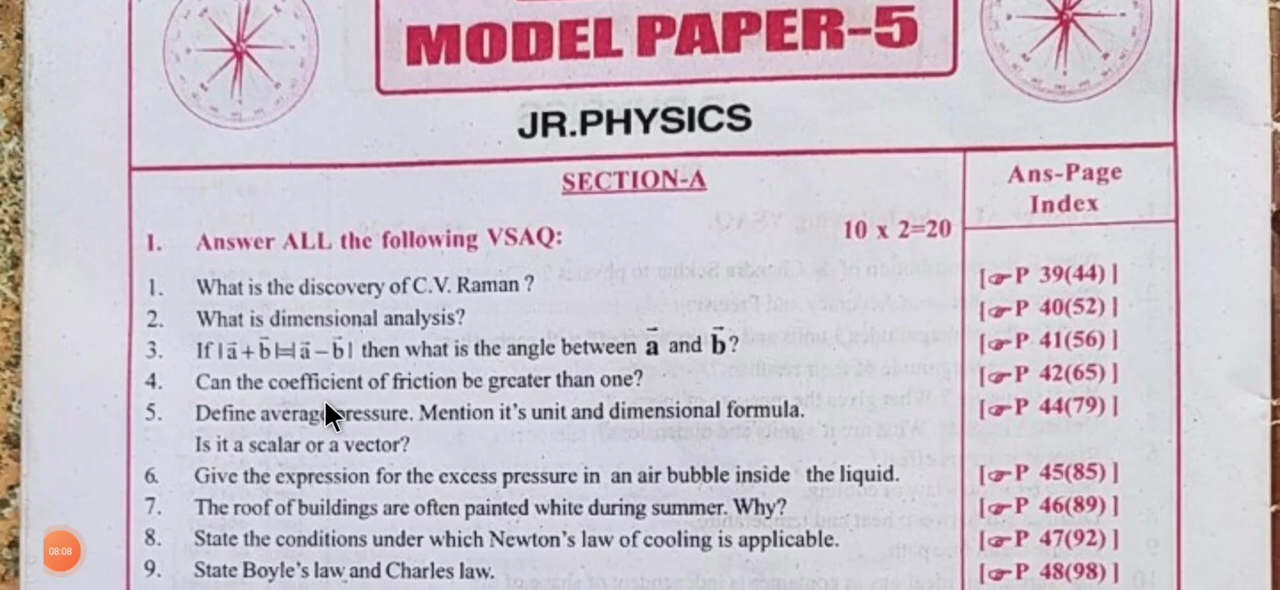 MODEL PAPER-5
JR.PHYSICS
SECTION-A
Ans-Page
Index
I. Answer ALL the following VSAQ: 10 x 2=20
1. What is the discovery of C.V. Raman ? [☞P 39(44) ]
2. What is dimensional analysis? [☞P 40(52) ]
3. If |a⃗ + b⃗|=|a⃗ − b⃗| then what is the angle between a⃗ and b⃗? [☞P 41(56) ]
4. Can the coefficient of friction be greater than one? [☞P 42(65) ]
5. Define average pressure. Mention it's unit and dimensional formula. [☞P 44(79) ]
Is it a scalar or a vector?
6. Give the expression for the excess pressure in an air bubble inside the liquid. [☞P 45(85) ]
7. The roof of buildings are often painted white during summer. Why? [☞P 46(89) ]
8. State the conditions under which Newton's law of cooling is applicable. [☞P 47(92) ]
9. State Boyle's law and Charles law. [☞P 48(98) ]
08:08